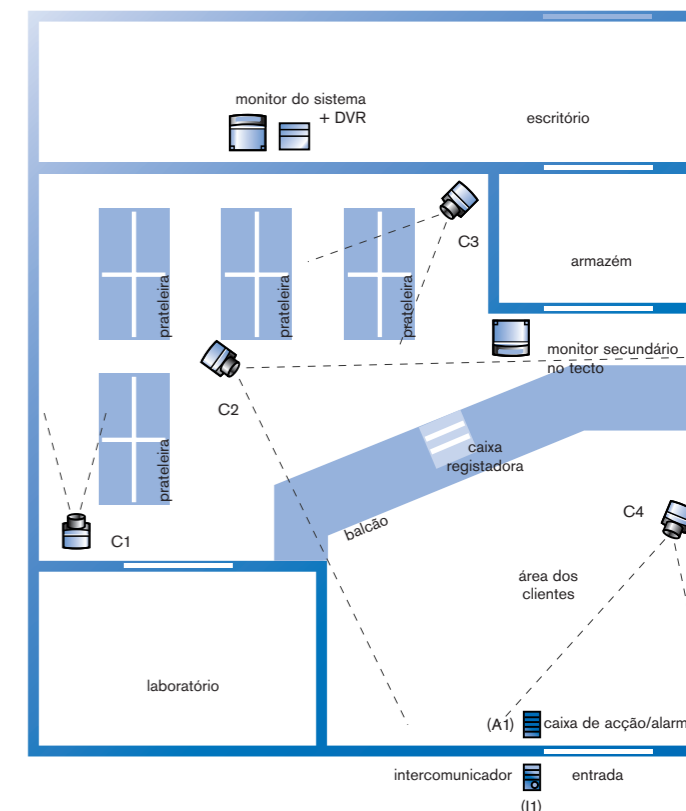 monitor do sistema
+ DVR
escritório
C3
armazém
prateleira
prateleira
prateleira
monitor secundário
no tecto
C2
caixa
registadora
prateleira
C4
balcão
C1
área dos
clientes
laboratório
(A1)
caixa de acção/alarm
intercomunicador
entrada
(I1)